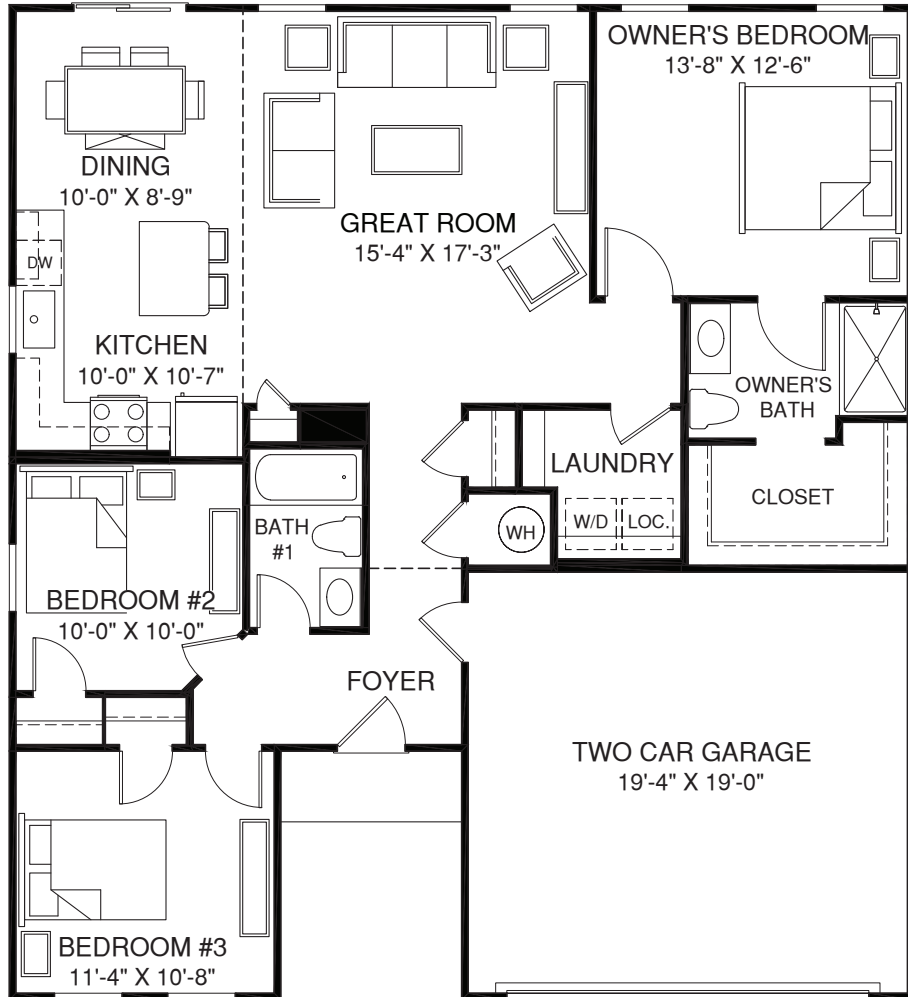 OWNER'S BEDROOM
13'-8" X 12'-6"
DINING
10'-0" X 8'-9"
GREAT ROOM
15'-4" X 17'-3"
DW
KITCHEN
10'-0" X 10'-7"
OWNER'S
BATH
LAUNDRY
CLOSET
W/D
LOC.
WH
BATH
#1
BEDROOM #2
10'-0" X 10'-0"
FOYER
TWO CAR GARAGE
19'-4" X 19'-0"
BEDROOM #3
11'-4" X 10'-8"